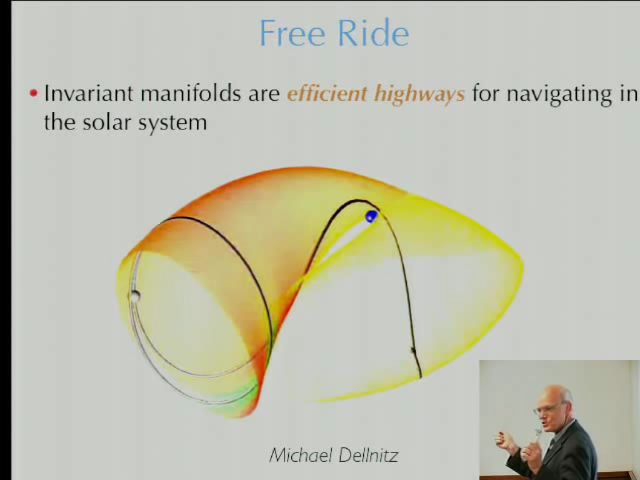 Free Ride
• Invariant manifolds are efficient highways for navigating in
the solar system
Michael Dellnitz